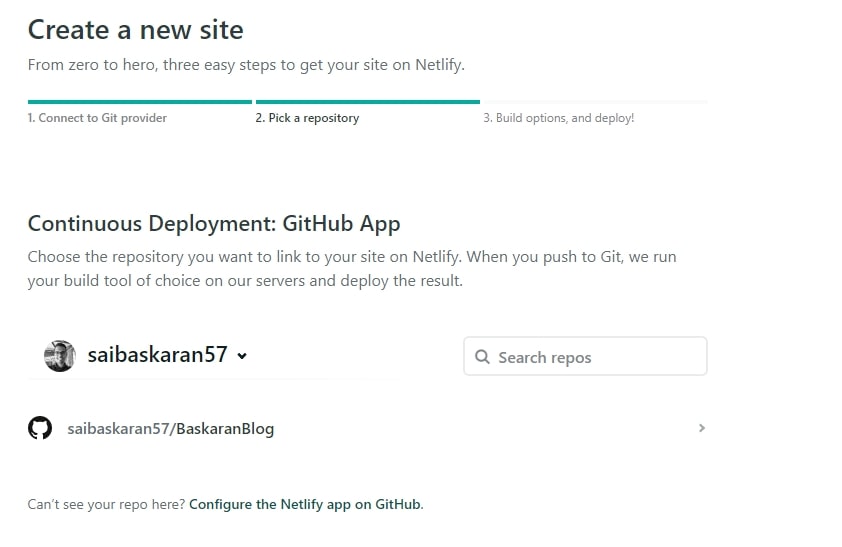 Create a new site
From zero to hero, three easy steps to get your site on Netlify.
1. Connect to Git provider
2. Pick a repository
3. Build options, and deploy!
Continuous Deployment: GitHub App
Choose the repository you want to link to your site on Netlify. When you push to Git, we run
your build tool of choice on our servers and deploy the result.
saibaskaran57
Search repos
saibaskaran57/BaskaranBlog
Can’t see your repo here? Configure the Netlify app on GitHub.